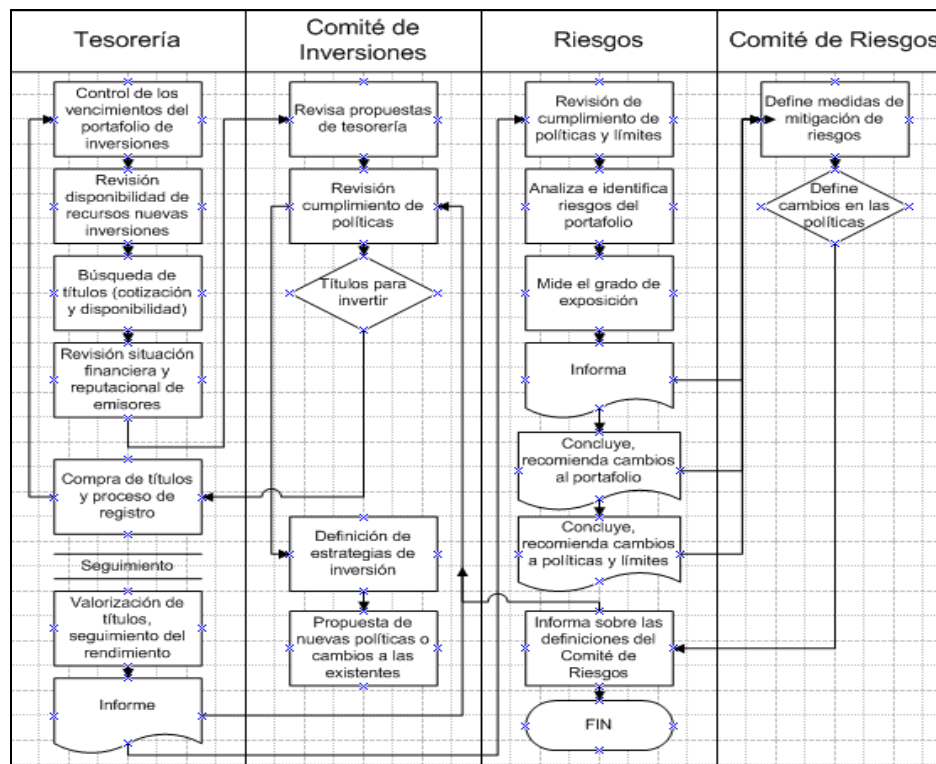 Tesorería
Comité de
Inversiones
Riesgos
Comité de Riesgos
Control de los
vencimientos del
portafolio de
inversiones
Revisión
disponibilidad de
recursos nuevas
inversiones
Búsqueda de
títulos (cotización
y disponibilidad)
Revisión situación
financiera y
reputacional de
emisores
Compra de títulos
y proceso de
registro
Seguimiento
Valorización de
títulos,
seguimiento del
rendimiento
Informe
Revisa propuestas
de tesorería
Revisión
cumplimiento de
políticas
Títulos para
invertir
Definición de
estrategias de
inversión
Propuesta de
nuevas políticas o
cambios a las
existentes
Revisión de
cumplimiento de
políticas y límites
Analiza e identifica
riesgos del
portafolio
Mide el grado de
exposición
Informa
Concluye,
recomienda cambios
al portafolio
Concluye,
recomienda cambios
a políticas y límites
Informa sobre las
definiciones del
Comité de
Riesgos
FIN
Define medidas de
mitigación de
riesgos
Define
cambios en las
políticas